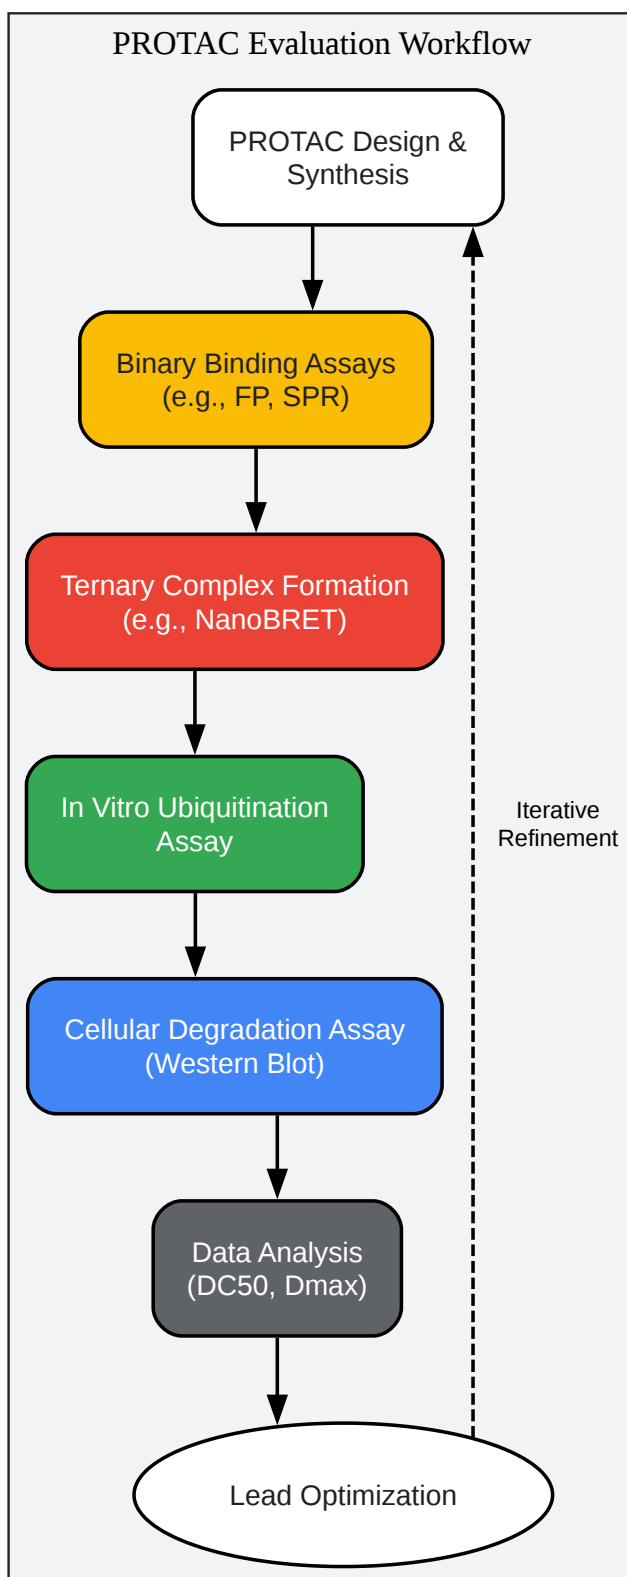 PROTAC Evaluation Workflow
PROTAC Design &
Synthesis
Binary Binding Assays
(e.g., FP, SPR)
Ternary Complex Formation
(e.g., NanoBRET)
In Vitro Ubiquitination
Assay
Iterative
Refinement
Cellular Degradation Assay
(Western Blot)
Data Analysis
(DC50, Dmax)
Lead Optimization